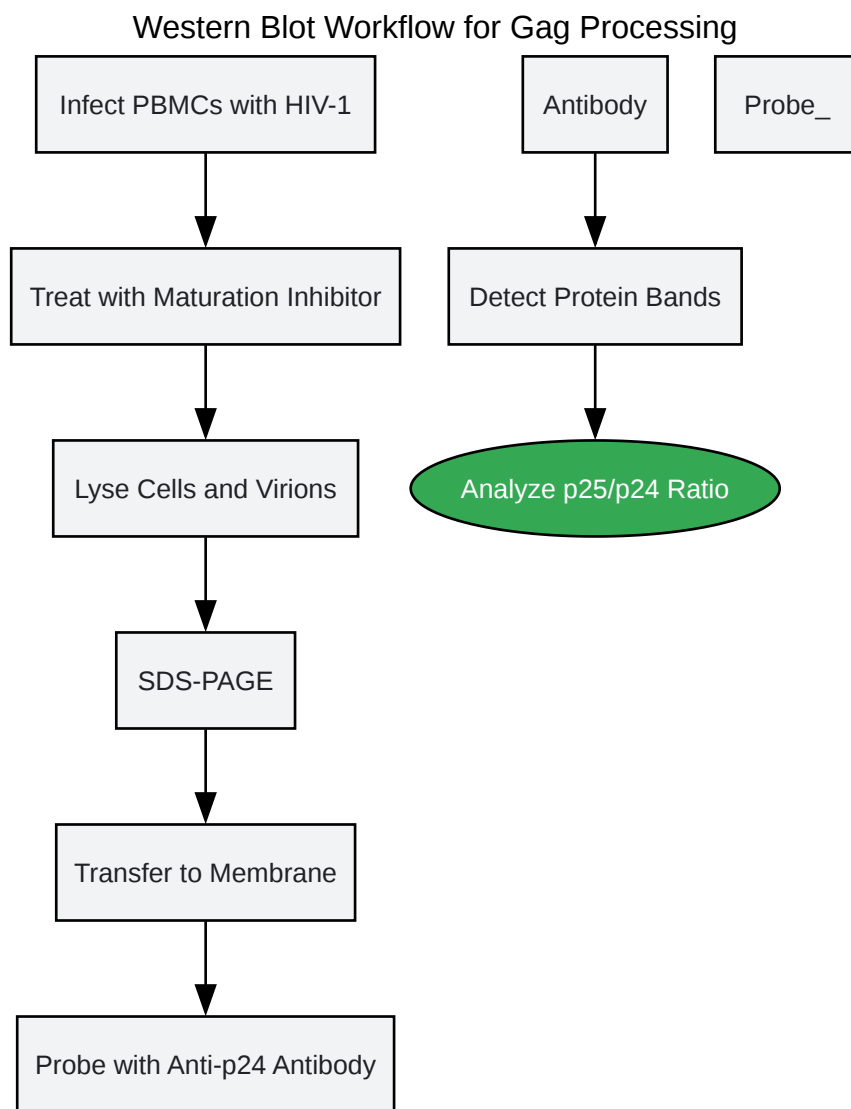 Western Blot Workflow for Gag Processing
Infect PBMCs with HIV-1
Antibody
Probe_
Treat with Maturation Inhibitor
Detect Protein Bands
Lyse Cells and Virions
Analyze p25/p24 Ratio
SDS-PAGE
Transfer to Membrane
Probe with Anti-p24 Antibody